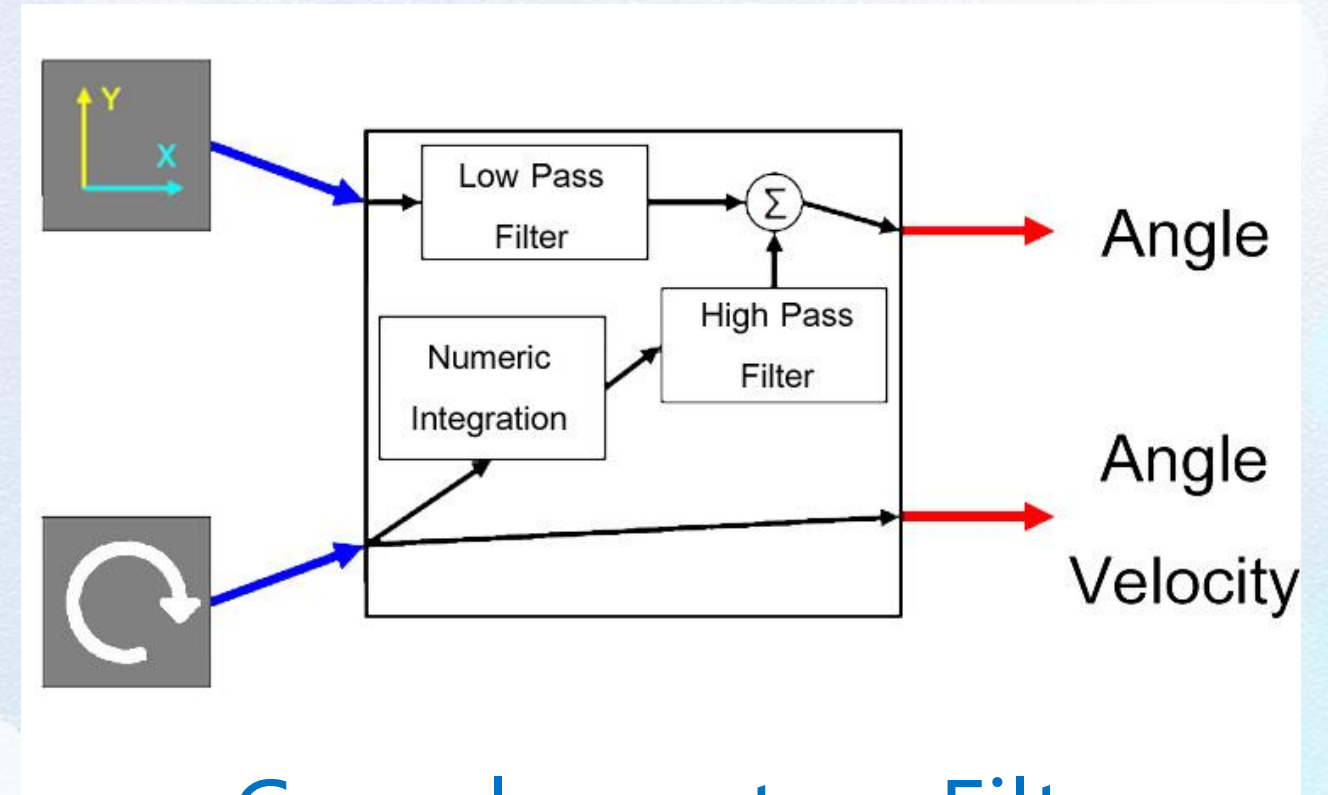 Y
X
Low Pass
Filter
Σ
Angle
High Pass
Filter
Numeric
Integration
Angle
Velocity